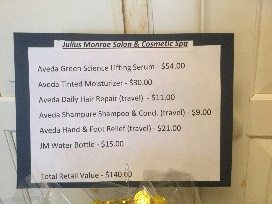 Julius Monroe Salon & Cosmetic Spa
Aveda Green Science Lifting Serum - $54.00
Aveda Tinted Moisturizer - $30.00
Aveda Daily Hair Repair (travel) - $11.00
Aveda Shampure Shampoo & Cond. (travel) - $9.00
Aveda Hand & Foot Relief (travel) - $21.00
JM Water Bottle - $15.00
Total Retail Value - $140.00